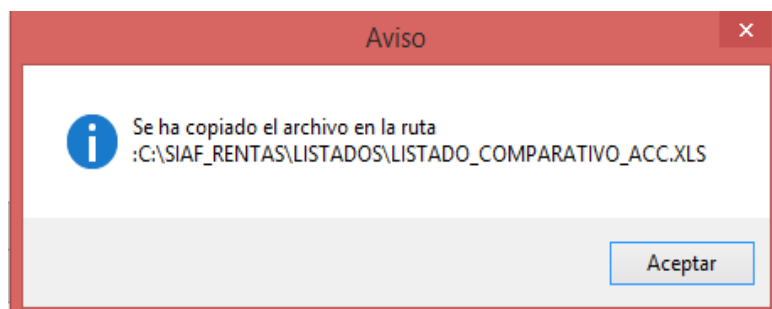 Aviso
Se ha copiado el archivo en la ruta
:C:\SIAF_RENTAS\LISTADOS\LISTADO_COMPARATIVO_ACC.XLS
Aceptar